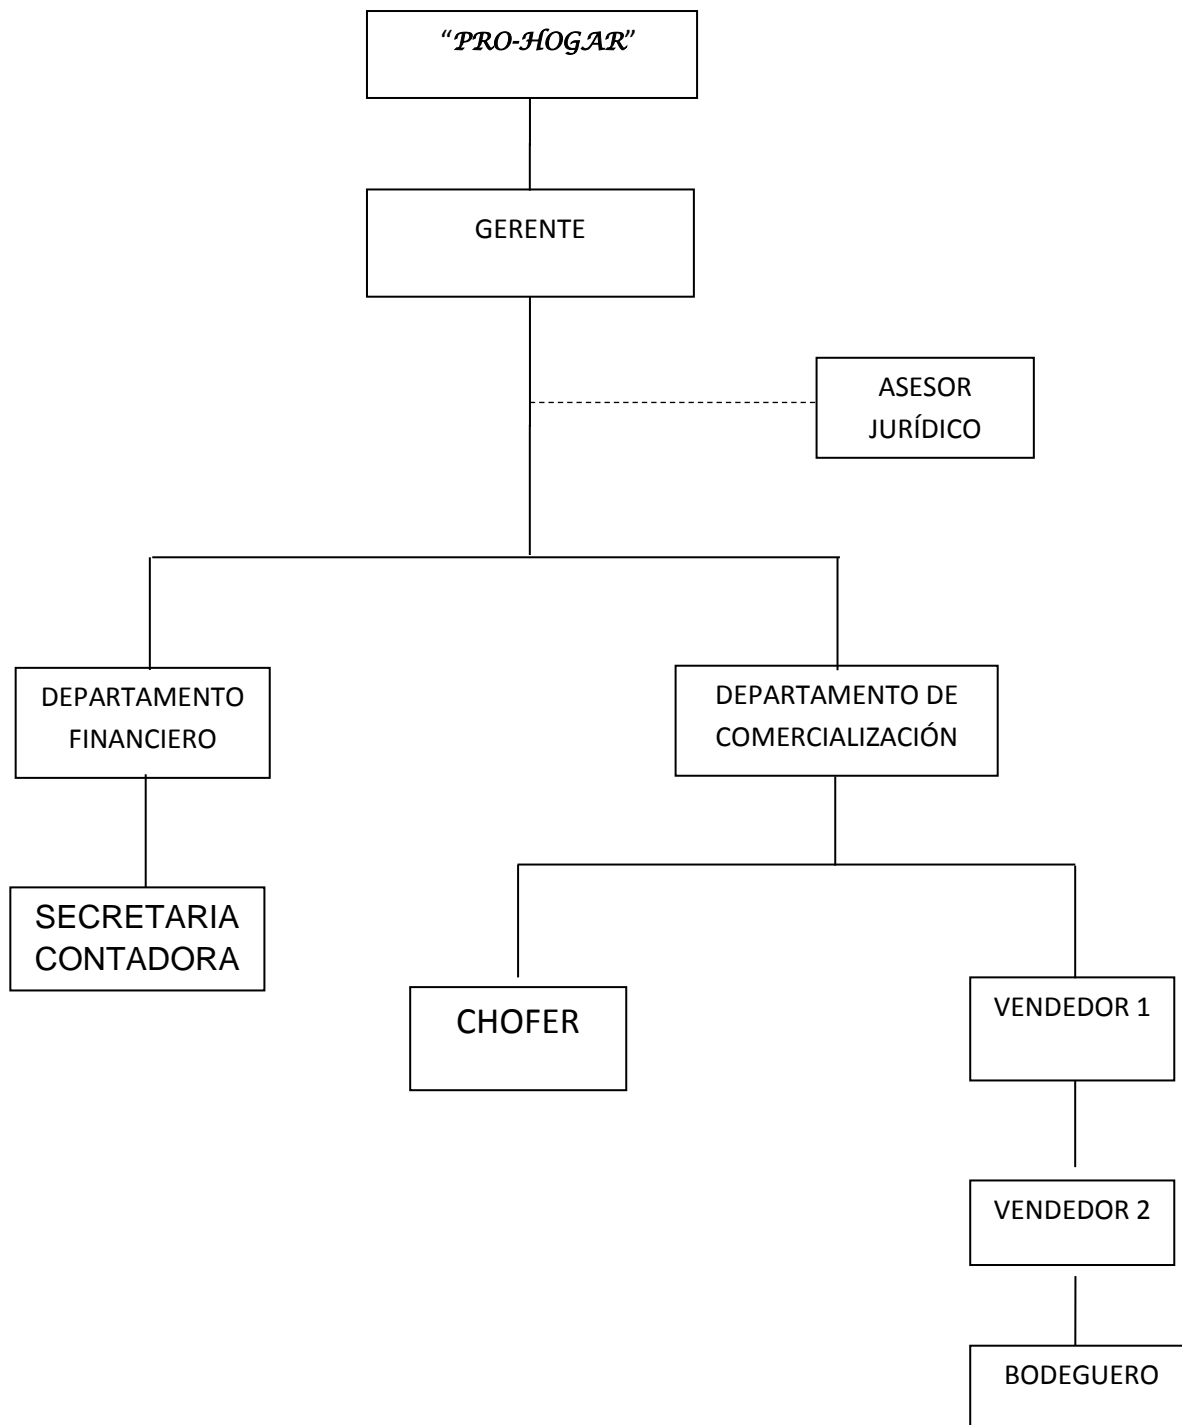 “PRO-HOGAR”
GERENTE
ASESOR
JURÍDICO
DEPARTAMENTO
FINANCIERO
DEPARTAMENTO DE
COMERCIALIZACIÓN
SECRETARIA
CONTADORA
CHOFER
VENDEDOR 1
VENDEDOR 2
BODEGUERO